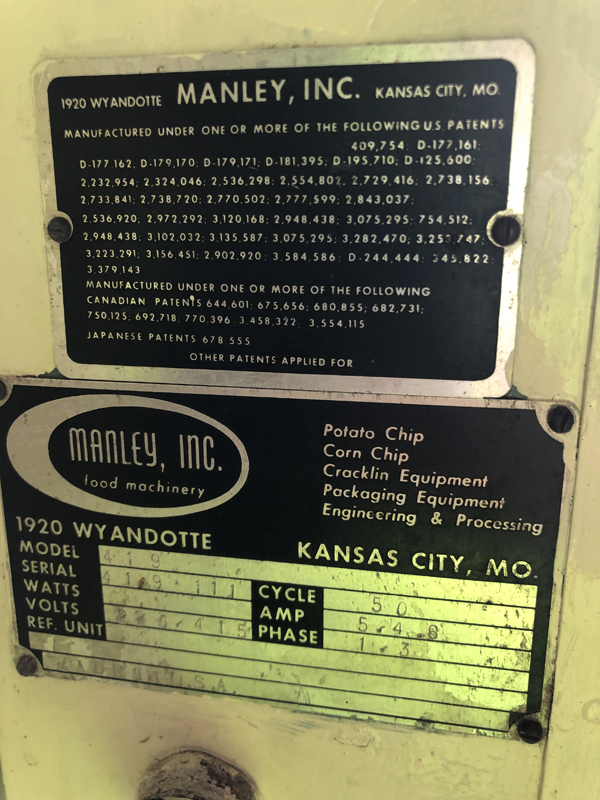 1920 WYANDOTTE MANLEY, INC. KANSAS CITY, MO.
MANUFACTURED UNDER ONE OR MORE OF THE FOLLOWING U.S. PATENTS
409,754; D-177,161;
D-177 162, D-179,170; D-179,171; D-181,395; D-195,710; D-125,600;
2,232,954; 2,324,046; 2,536,298; 2,554,802, 2,729,416; 2,738,156
2,733,841; 2,738,720; 2,770,502; 2,777,599; 2,843,037;
2,536,920; 2,972,292; 3,120,168; 2,948,438; 3,075,295; 754,512;
2,948,438; 3,102,032; 3,135,587; 3,075,295; 3,282,470; 3,253,747;
3,223,291; 3,156,451; 2,902,920; 3,584,586; D-244,444; 345,822;
3,379,143
MANUFACTURED UNDER ONE OR MORE OF THE FOLLOWING
CANADIAN PATENTS 644,601; 675,656; 680,855; 682,731;
750,125; 692,718; 770,396; 3,458,322; 3,554,115
JAPANESE PATENTS 678 555
OTHER PATENTS APPLIED FOR
MANLEY, INC.
food machinery
Potato Chip
Corn Chip
Cracklin Equipment
Packaging Equipment
Engineering & Processing
1920 WYANDOTTE KANSAS CITY, MO.
MODEL 419
SERIAL 419-111
WATTS CYCLE 50
VOLTS 220-415 AMP 5.4.8
REF. UNIT PHASE 1.3
MADE IN U.S.A.